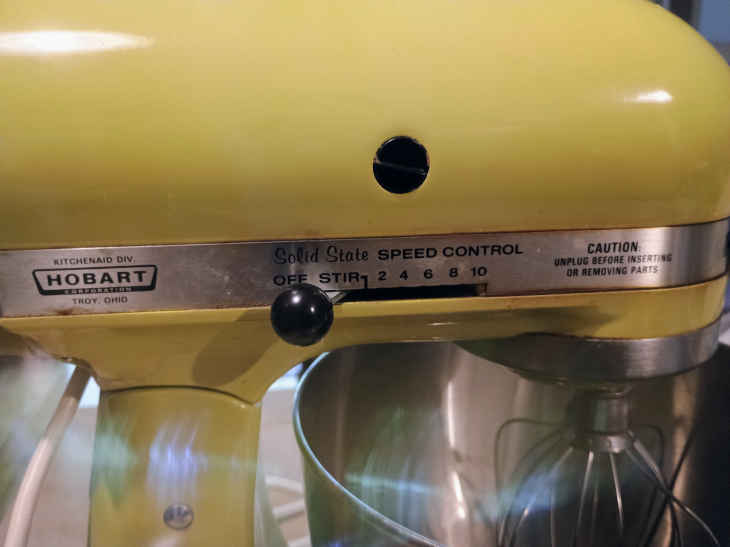 KITCHENAID DIV.
HOBART
CORPORATION
TROY, OHIO
Solid State SPEED CONTROL
OFF STIR 2 4 6 8 10
CAUTION:
UNPLUG BEFORE INSERTING
OR REMOVING PARTS